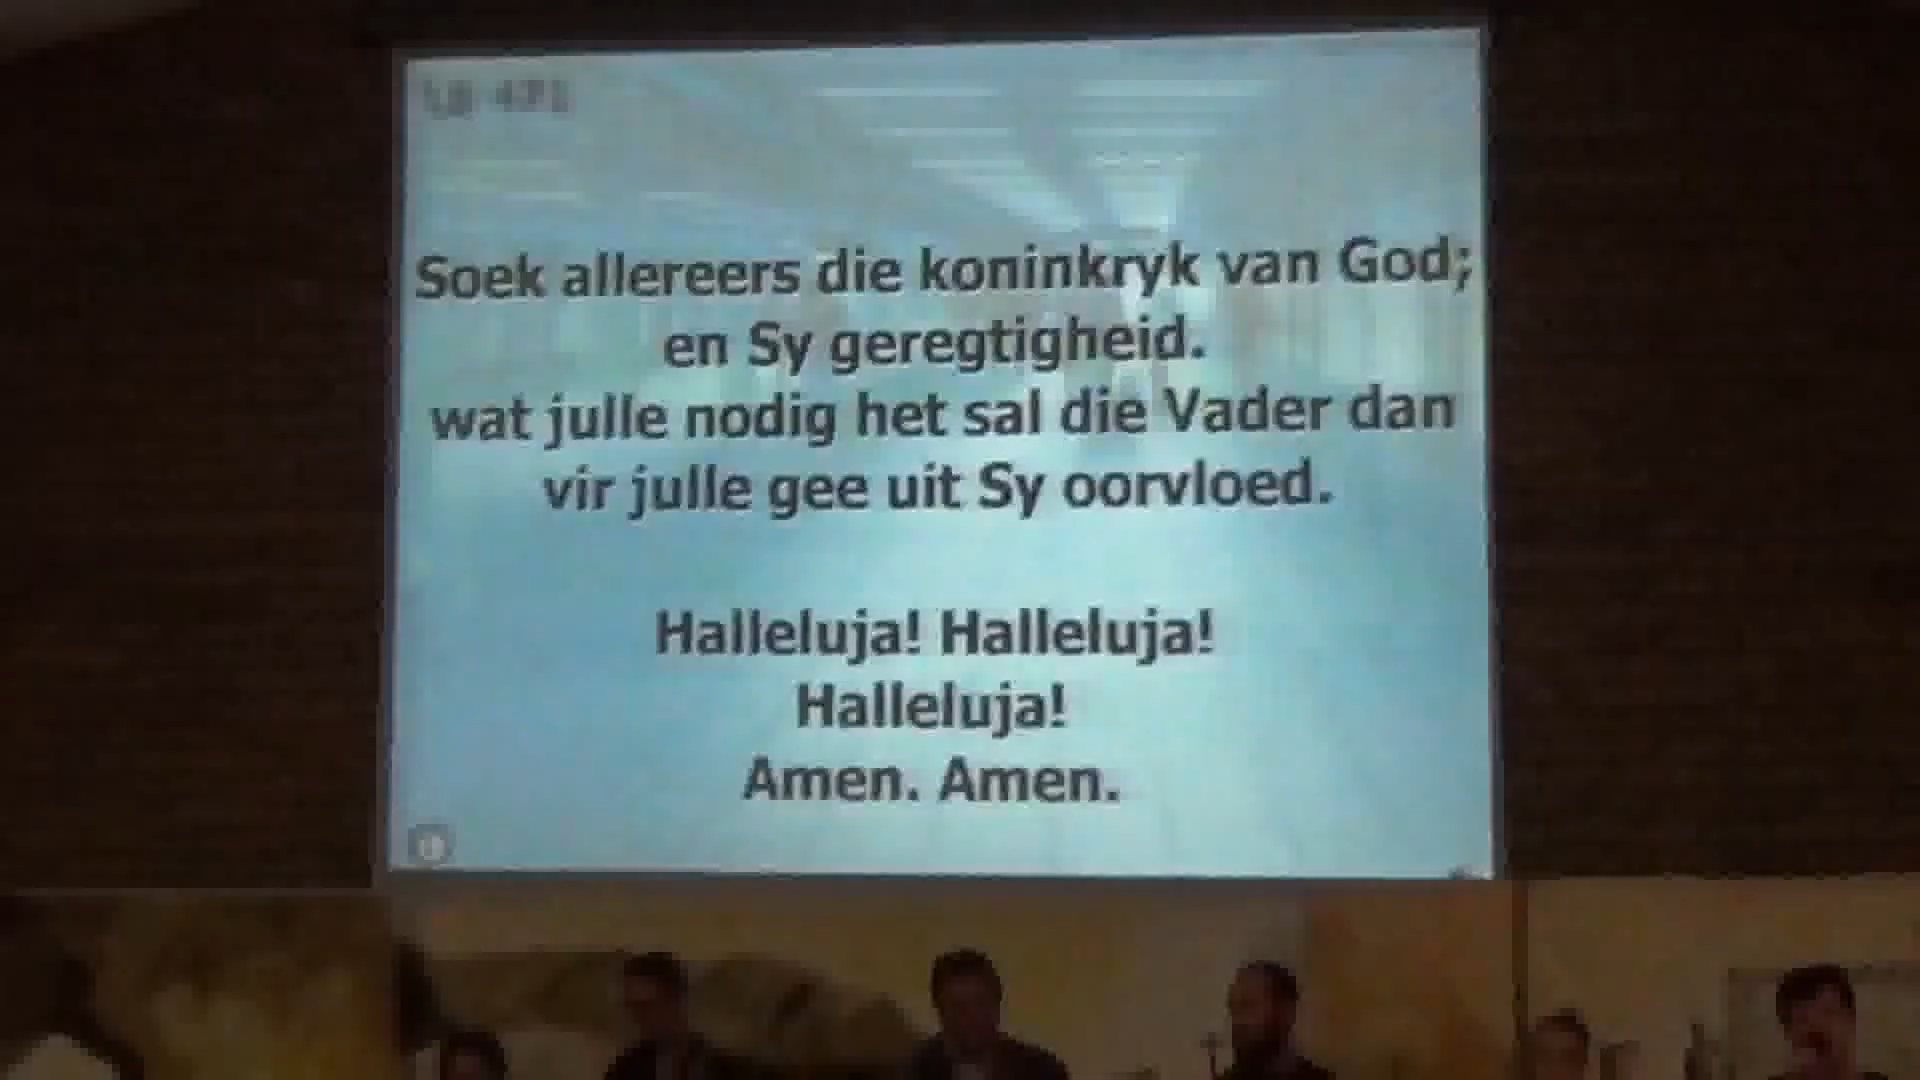 Soek allereers die koninkryk van God;
en Sy geregtigheid.
wat julle nodig het sal die Vader dan
vir julle gee uit Sy oorvloed.
Halleluja! Halleluja!
Halleluja!
Amen. Amen.